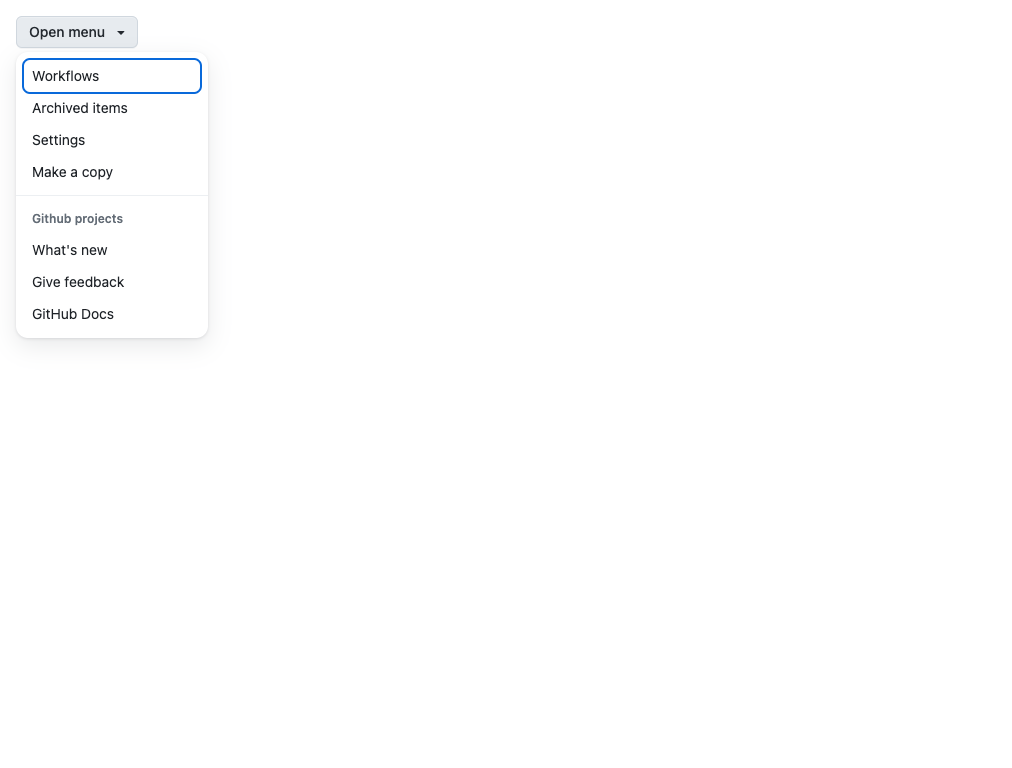 Open menu
Workflows
Archived items
Settings
Make a copy
Github projects
What's new
Give feedback
GitHub Docs